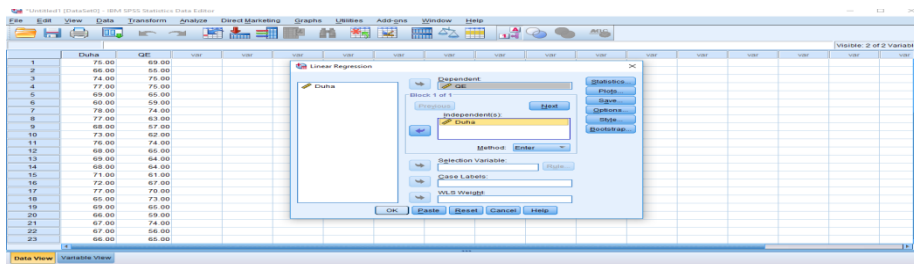 *Untitled1 [DataSet0] - IBM SPSS Statistics Data Editor
File Edit View Data Transform Analyze Direct Marketing Graphs Utilities Add-ons Window Help
Visible: 2 of 2 Variabl
Duha QE var var var var var var var var var var var var var var var
1 75.00 69.00
2 66.00 55.00
3 74.00 75.00
4 77.00 75.00
5 69.00 65.00
6 60.00 59.00
7 78.00 74.00
8 77.00 63.00
9 68.00 57.00
10 73.00 62.00
11 76.00 74.00
12 68.00 65.00
13 69.00 64.00
14 68.00 64.00
15 71.00 61.00
16 72.00 67.00
17 77.00 70.00
18 65.00 73.00
19 69.00 65.00
20 66.00 59.00
21 67.00 74.00
22 67.00 56.00
23 66.00 65.00
Linear Regression
Duha
Dependent:
QE
Block 1 of 1
Previous Next
Independent(s):
Duha
Method: Enter
Selection Variable:
Rule...
Case Labels:
WLS Weight:
Statistics...
Plots...
Save...
Options...
Style...
Bootstrap...
OK Paste Reset Cancel Help
Data View Variable View